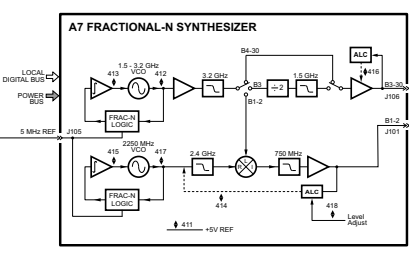 A7 FRACTIONAL-N SYNTHESIZER
LOCAL
DIGITAL BUS
POWER
BUS
5 MHz REF
J105
413
1.5 - 3.2 GHz
VCO
412
FRAC-N
LOGIC
3.2 GHz
B4-30
B3
B1-2
÷2
1.5 GHz
ALC
416
B3-30
J106
B1-2
J101
415
2250 MHz
VCO
417
FRAC-N
LOGIC
2.4 GHz
R
I
L
750 MHz
414
ALC
418
Level
Adjust
411
+5V REF